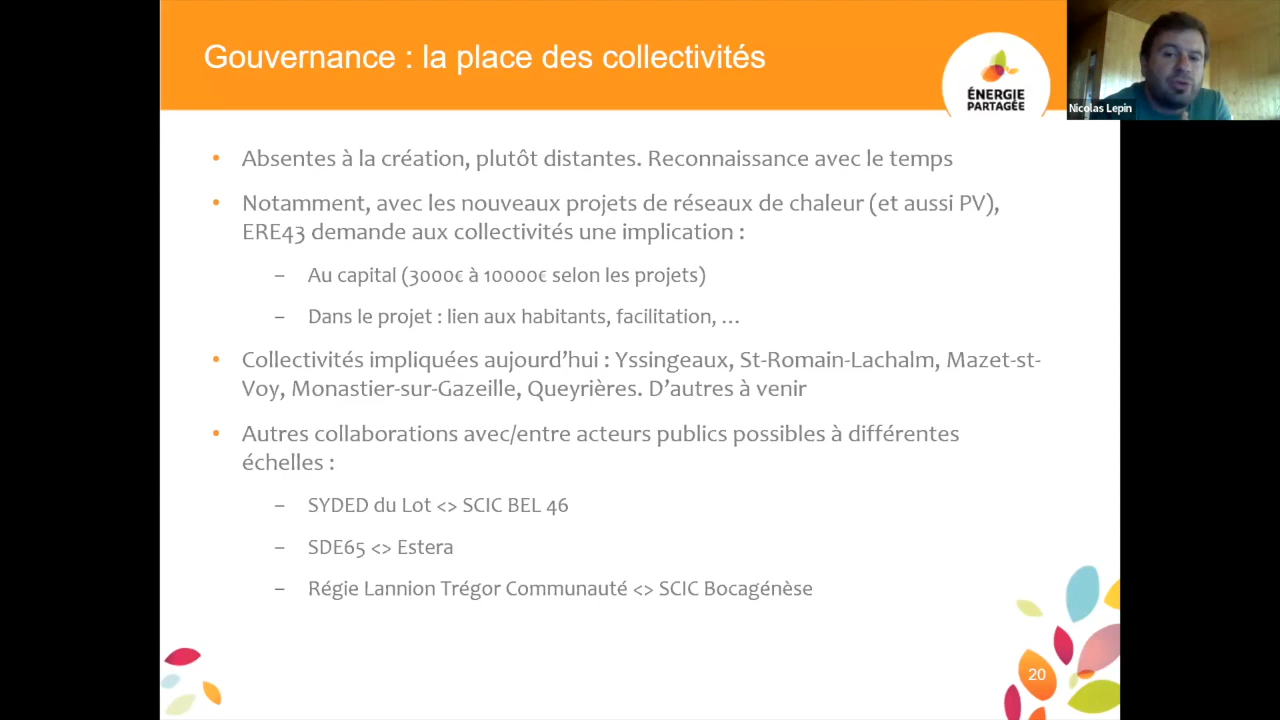 Gouvernance : la place des collectivités
ÉNERGIE
PARTAGÉE
Nicolas Lepin
• Absentes à la création, plutôt distantes. Reconnaissance avec le temps
• Notamment, avec les nouveaux projets de réseaux de chaleur (et aussi PV),
ERE43 demande aux collectivités une implication :
– Au capital (3000€ à 10000€ selon les projets)
– Dans le projet : lien aux habitants, facilitation, …
• Collectivités impliquées aujourd’hui : Yssingeaux, St-Romain-Lachalm, Mazet-st-
Voy, Monastier-sur-Gazeille, Queyrières. D’autres à venir
• Autres collaborations avec/entre acteurs publics possibles à différentes
échelles :
– SYDED du Lot <> SCIC BEL 46
– SDE65 <> Estera
– Régie Lannion Trégor Communauté <> SCIC Bocagénèse
20